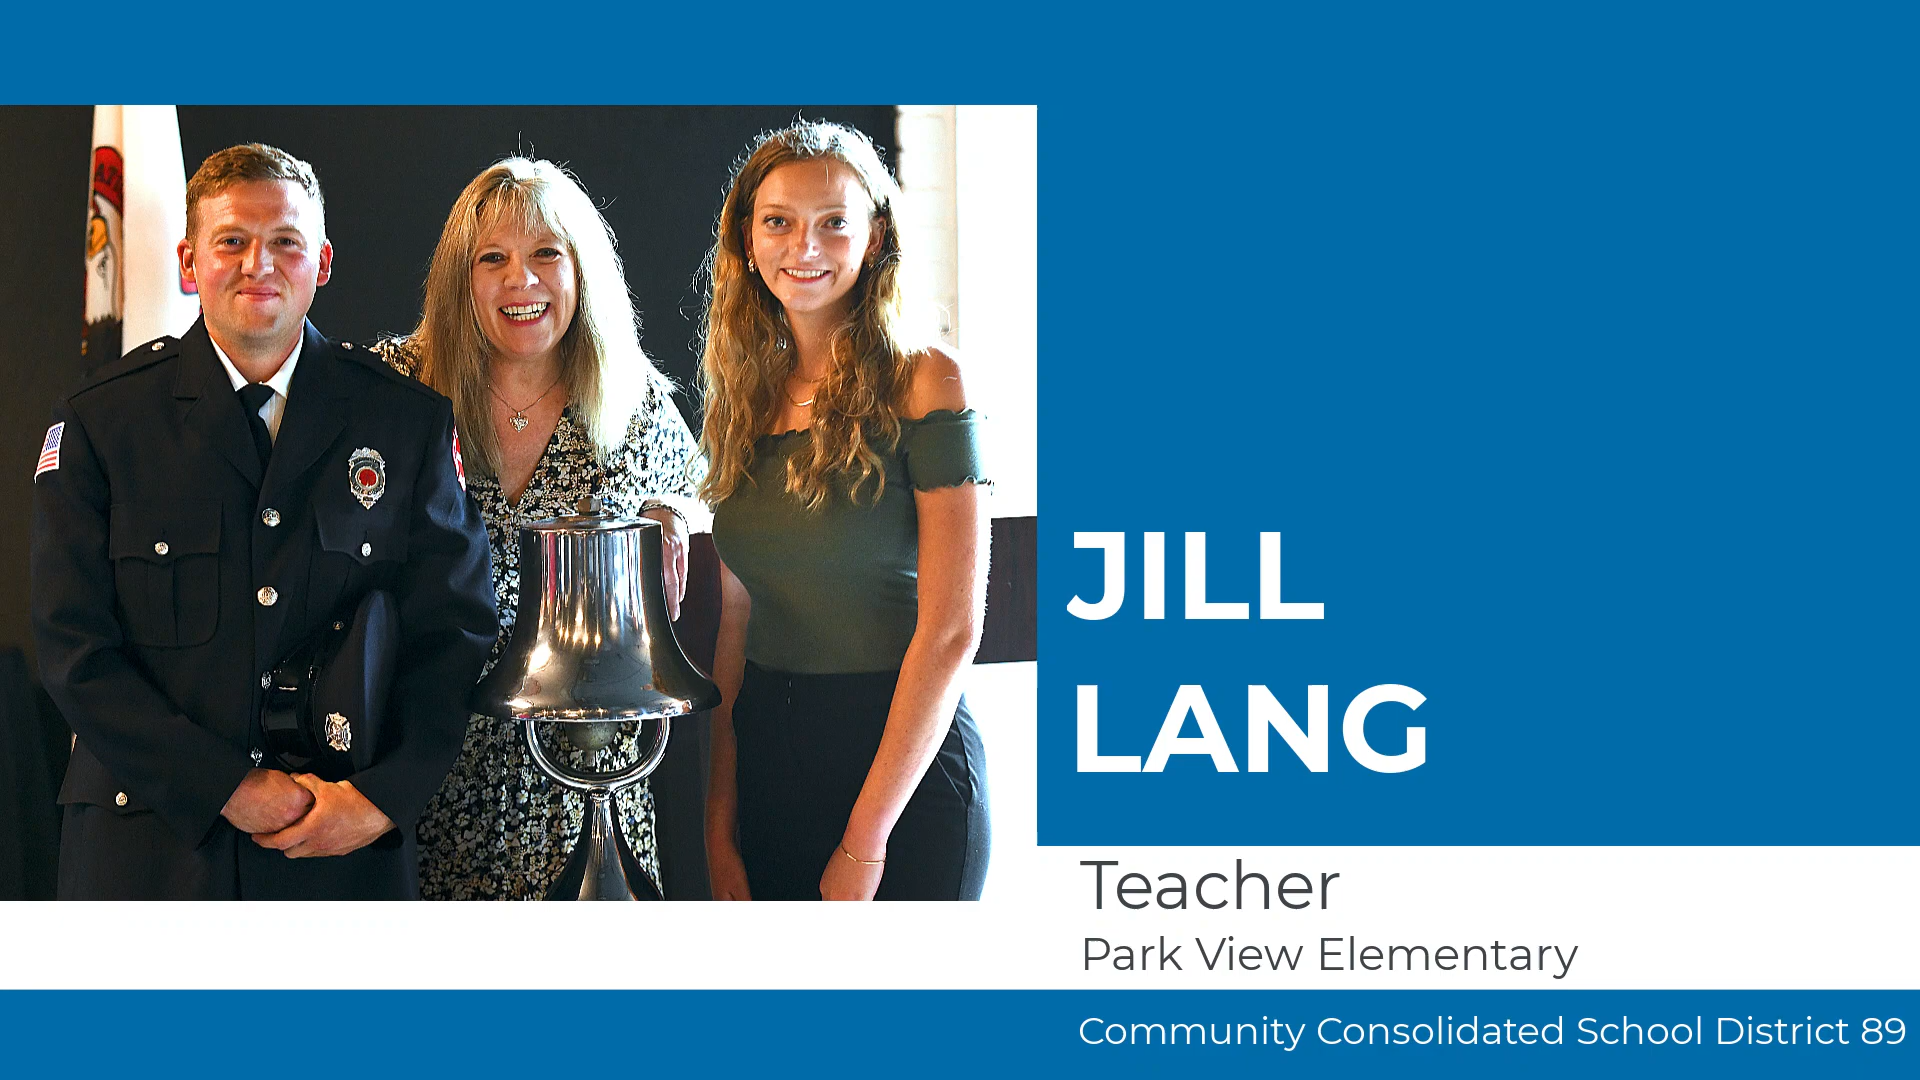 JILL
LANG
Teacher
Park View Elementary
Community Consolidated School District 89